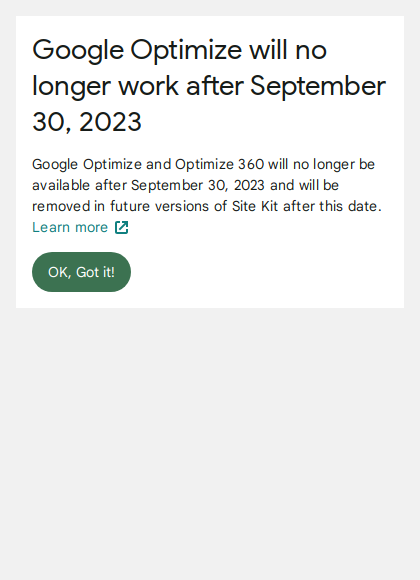 Google Optimize will no
longer work after September
30, 2023
Google Optimize and Optimize 360 will no longer be
available after September 30, 2023 and will be
removed in future versions of Site Kit after this date.
Learn more
OK, Got it!